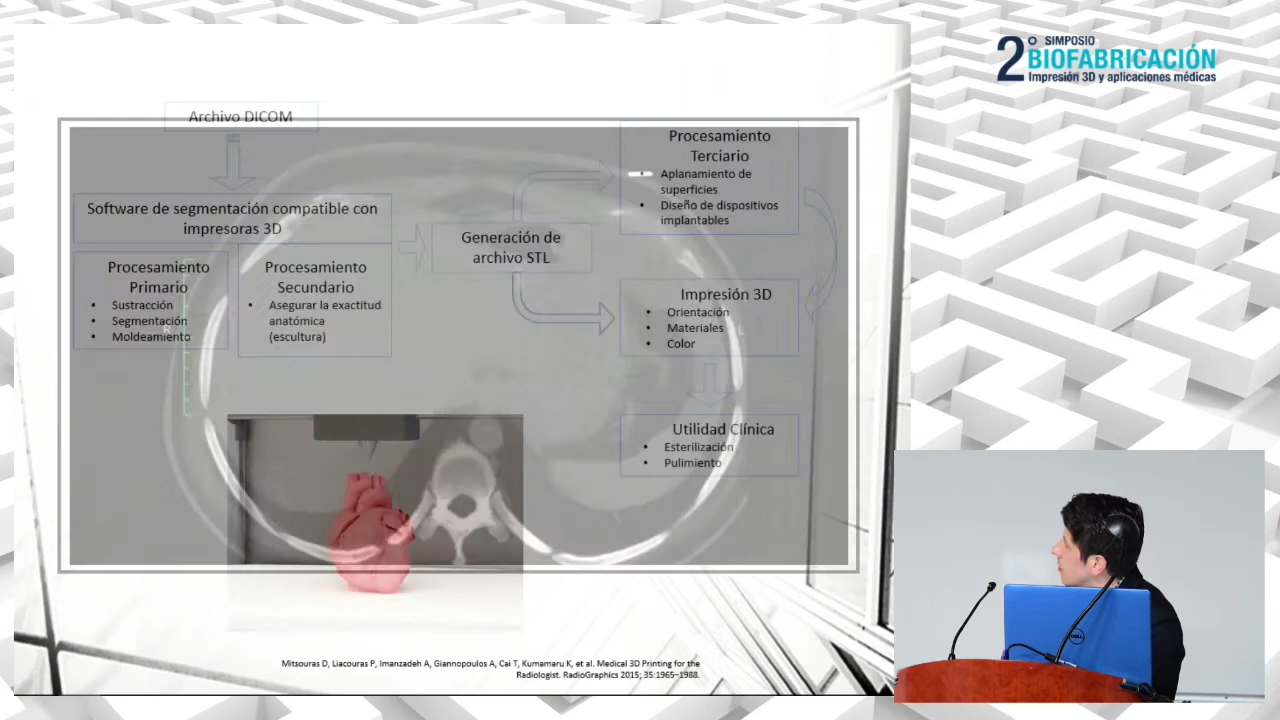 2° SIMPOSIO
BIOFABRICACIÓN
Impresión 3D y aplicaciones médicas
Archivo DICOM
Software de segmentación compatible con
impresoras 3D
Procesamiento
Primario
• Sustracción
• Segmentación
• Moldeamiento
Procesamiento
Secundario
• Asegurar la exactitud
anatómica
(escultura)
Generación de
archivo STL
Procesamiento
Terciario
• Aplanamiento de
superficies
• Diseño de dispositivos
implantables
Impresión 3D
• Orientación
• Materiales
• Color
Utilidad Clínica
• Esterilización
• Pulimiento
R
L
Mitsouras D, Liacouras P, Imanzadeh A, Giannopoulos A, Cai T, Kumamaru K, et al. Medical 3D Printing for the
Radiologist. RadioGraphics 2015; 35:1965–1988.
DELL